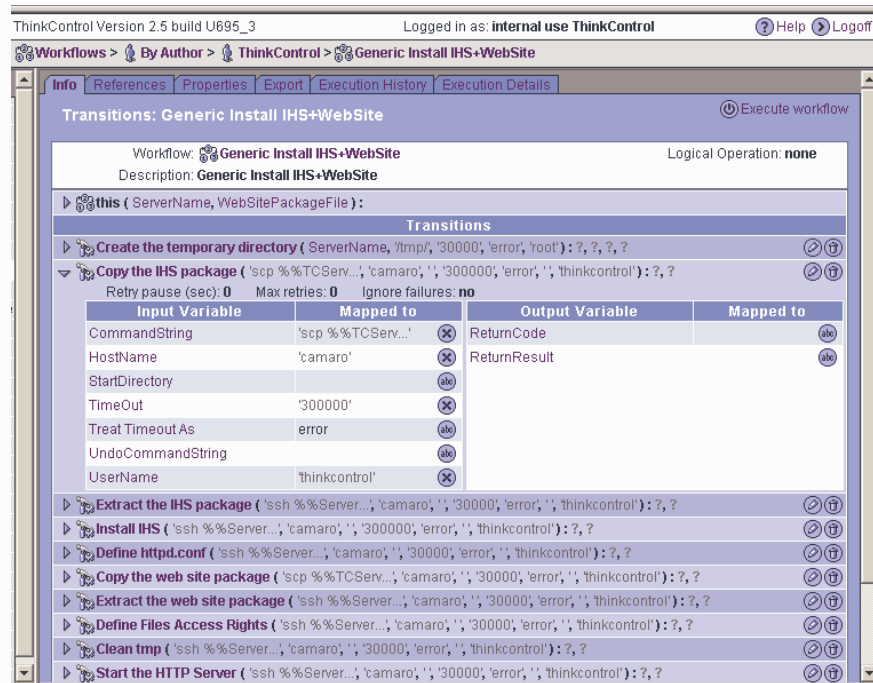 ThinkControl Version 2.5 build U695_3 Logged in as: internal use ThinkControl Help Logoff
Workflows > By Author > ThinkControl > Generic Install IHS+WebSite
Info References Properties Export Execution History Execution Details
Transitions: Generic Install IHS+WebSite Execute workflow
Workflow: Generic Install IHS+WebSite Logical Operation: none
Description: Generic Install IHS+WebSite
this ( ServerName, WebSitePackageFile ) :
Transitions
Create the temporary directory ( ServerName, '/tmp/', '30000', 'error', 'root' ) : ?, ?, ?, ?
Copy the IHS package ( 'scp %%TCServ...', 'camaro', ' ', '300000', 'error', ' ', 'thinkcontrol' ) : ?, ?
Retry pause (sec): 0 Max retries: 0 Ignore failures: no
Input Variable Mapped to Output Variable Mapped to
CommandString 'scp %%TCServ...' ReturnCode abc
HostName 'camaro' ReturnResult abc
StartDirectory abc
TimeOut '300000'
Treat Timeout As error abc
UndoCommandString abc
UserName 'thinkcontrol'
Extract the IHS package ( 'ssh %%Server...', 'camaro', ' ', '30000', 'error', ' ', 'thinkcontrol' ) : ?, ?
Install IHS ( 'ssh %%Server...', 'camaro', ' ', '300000', 'error', ' ', 'thinkcontrol' ) : ?, ?
Define httpd.conf ( 'ssh %%Server...', 'camaro', ' ', '30000', 'error', ' ', 'thinkcontrol' ) : ?, ?
Copy the web site package ( 'scp %%TCServ...', 'camaro', ' ', '30000', 'error', ' ', 'thinkcontrol' ) : ?, ?
Extract the web site package ( 'ssh %%Server...', 'camaro', ' ', '30000', 'error', ' ', 'thinkcontrol' ) : ?, ?
Define Files Access Rights ( 'ssh %%Server...', 'camaro', ' ', '30000', 'error', ' ', 'thinkcontrol' ) : ?, ?
Clean tmp ( 'ssh %%Server...', 'camaro', ' ', '30000', 'error', ' ', 'thinkcontrol' ) : ?, ?
Start the HTTP Server ( 'ssh %%Server...', 'camaro', ' ', '30000', 'error', ' ', 'thinkcontrol' ) : ?, ?